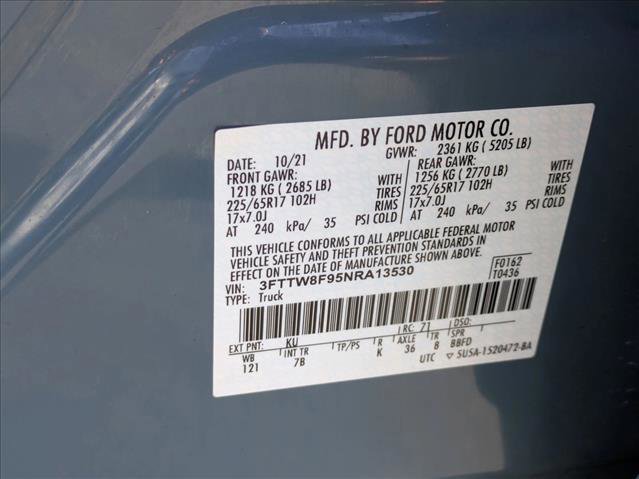 MFD. BY FORD MOTOR CO.
DATE: 10/21 GVWR: 2361 KG ( 5205 LB)
FRONT GAWR: REAR GAWR:
1218 KG ( 2685 LB) WITH 1256 KG ( 2770 LB) WITH
225/65R17 102H TIRES 225/65R17 102H TIRES
17x7.0J RIMS 17x7.0J RIMS
AT 240 kPa/ 35 PSI COLD AT 240 kPa/ 35 PSI COLD
THIS VEHICLE CONFORMS TO ALL APPLICABLE FEDERAL MOTOR
VEHICLE SAFETY AND THEFT PREVENTION STANDARDS IN
EFFECT ON THE DATE OF MANUFACTURE SHOWN ABOVE.
VIN: 3FTTW8F95NRA13530 F0162
TYPE: Truck T0436
EXT PNT: KU RC: 71 DSO:
WB INT TR TP/PS R AXLE TR SPR
121 7B K 36 8 BBFD
UTC 5U5A-1520472-BA